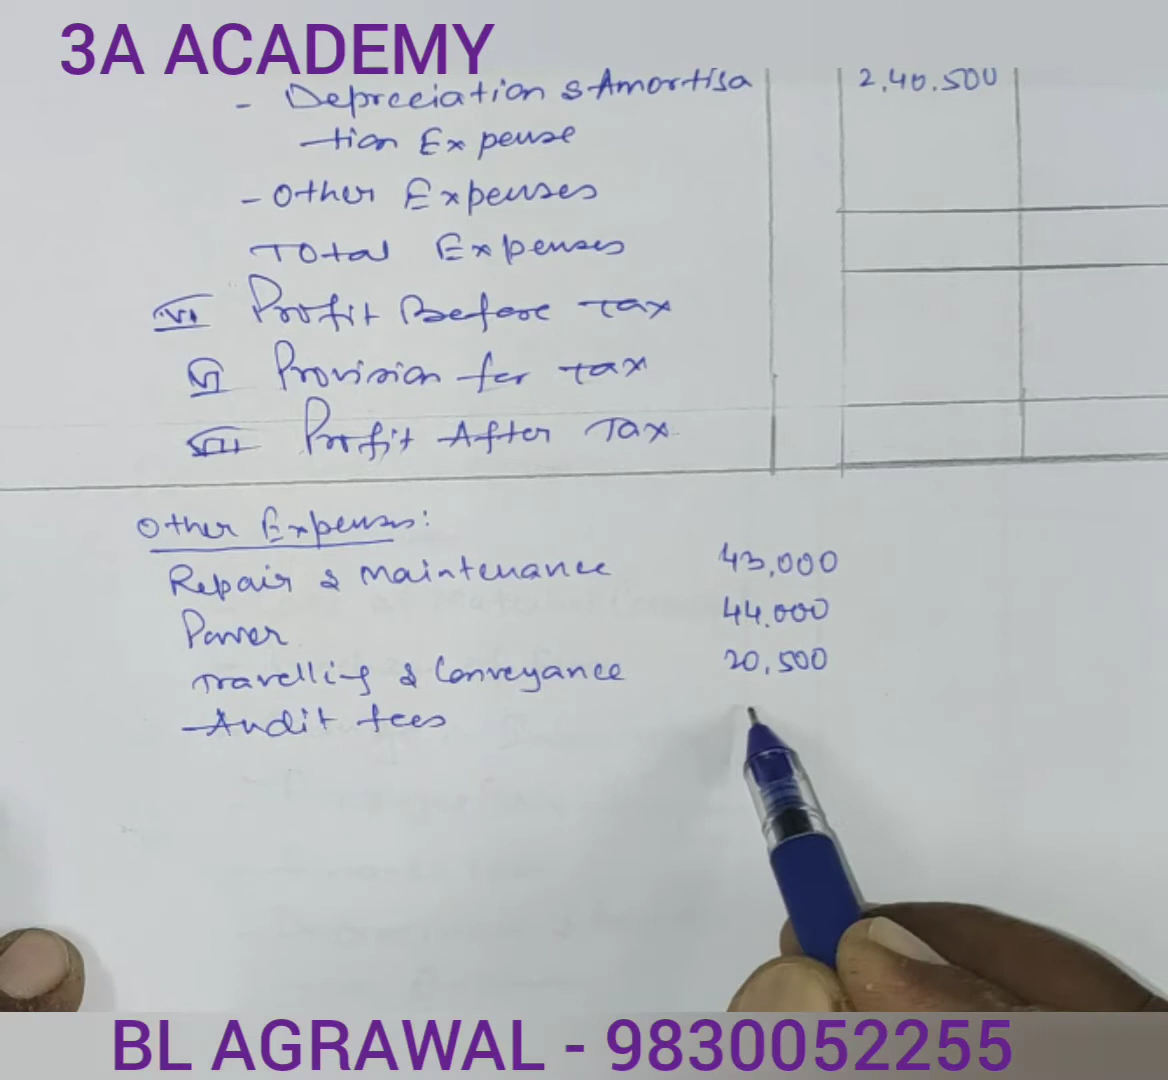 3A ACADEMY
- Depreciation & Amortisa 2,40,500
tion Expense
- Other Expenses
Total Expenses
VI Profit Before Tax
VI Provision for tax
VII Profit After Tax
Other Expenses:
Repair & Maintenance 43,000
Power 44,000
Travelling & Conveyance 20,500
Audit fees
BL AGRAWAL - 9830052255